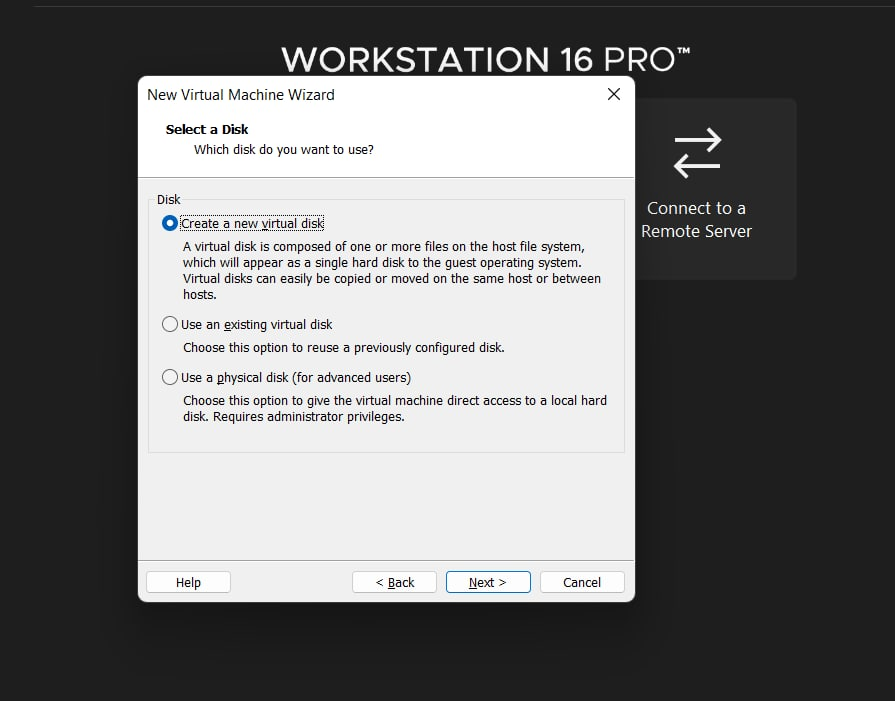 WORKSTATION 16 PRO™
New Virtual Machine Wizard
Select a Disk
Which disk do you want to use?
Disk
Create a new virtual disk
A virtual disk is composed of one or more files on the host file system,
which will appear as a single hard disk to the guest operating system.
Virtual disks can easily be copied or moved on the same host or between
hosts.
Use an existing virtual disk
Choose this option to reuse a previously configured disk.
Use a physical disk (for advanced users)
Choose this option to give the virtual machine direct access to a local hard
disk. Requires administrator privileges.
Help
< Back
Next >
Cancel
Connect to a
Remote Server